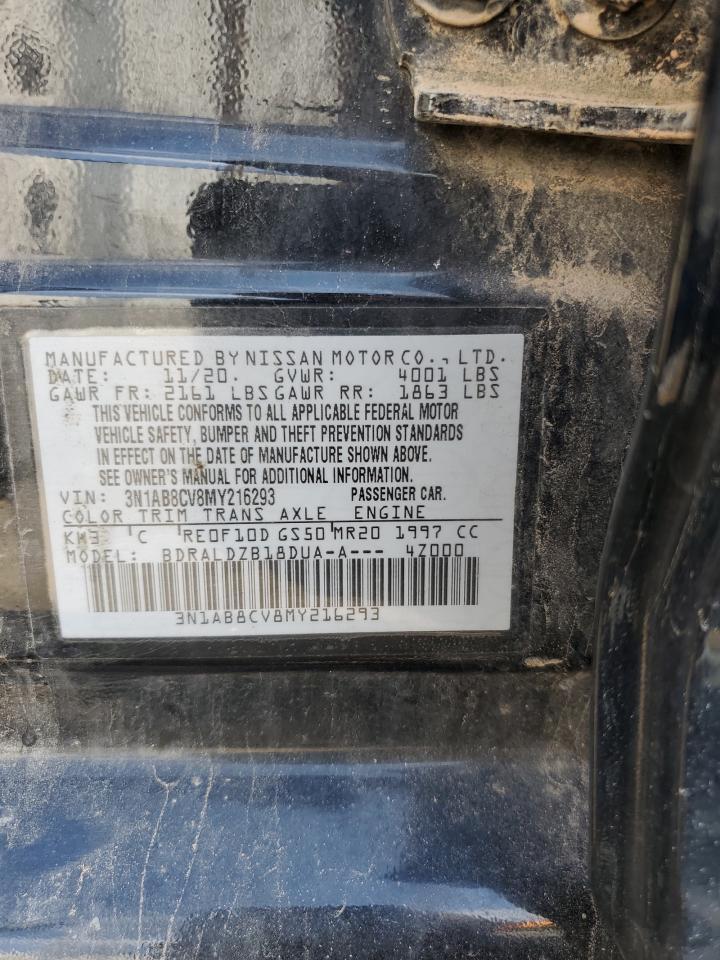 MANUFACTURED BY NISSAN MOTOR CO., LTD.
DATE: 11/20. GVWR: 4001 LBS
GAWR FR: 2161 LBS GAWR RR: 1863 LBS
THIS VEHICLE CONFORMS TO ALL APPLICABLE FEDERAL MOTOR
VEHICLE SAFETY, BUMPER AND THEFT PREVENTION STANDARDS
IN EFFECT ON THE DATE OF MANUFACTURE SHOWN ABOVE.
SEE OWNER'S MANUAL FOR ADDITIONAL INFORMATION.
VIN: 3N1AB8CV8MY216293 PASSENGER CAR.
COLOR TRIM TRANS AXLE ENGINE
KH3 C RE0F10D GS50 MR20 1997 CC
MODEL: BDRALDZB18DUA-A--- 4Z000
3N1AB8CV8MY216293